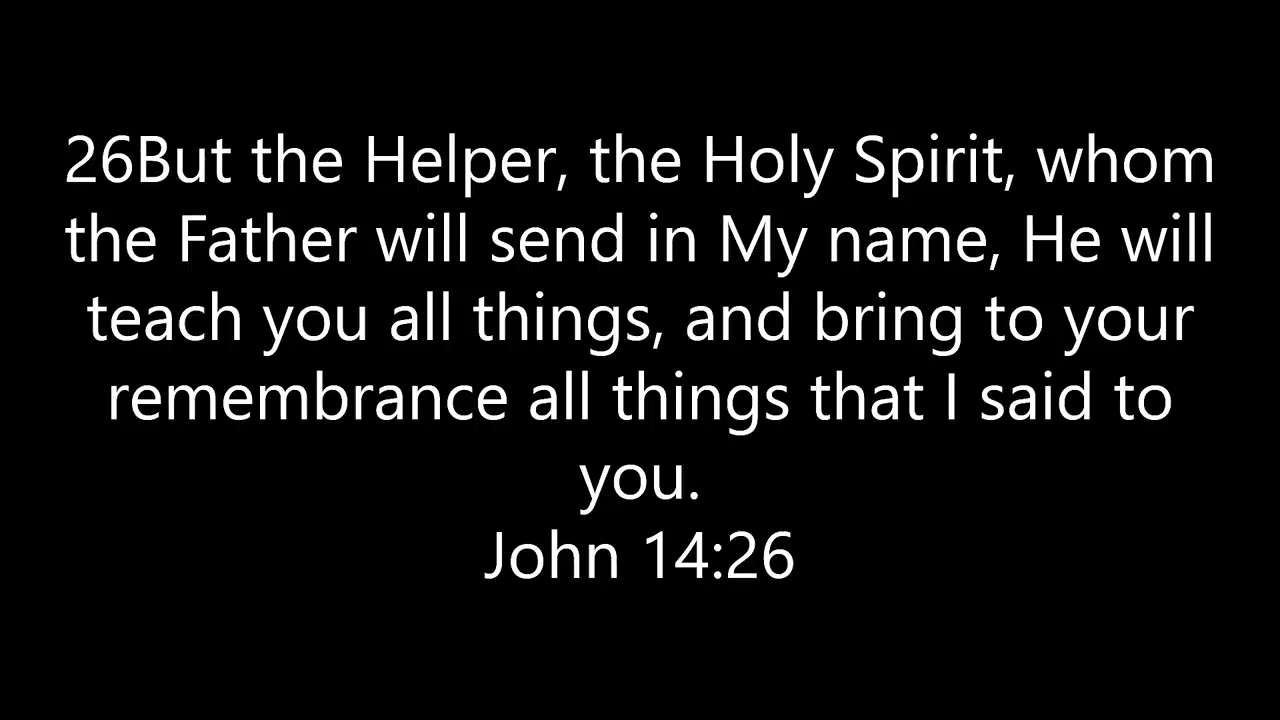 26But the Helper, the Holy Spirit, whom
the Father will send in My name, He will
teach you all things, and bring to your
remembrance all things that I said to
you.
John 14:26